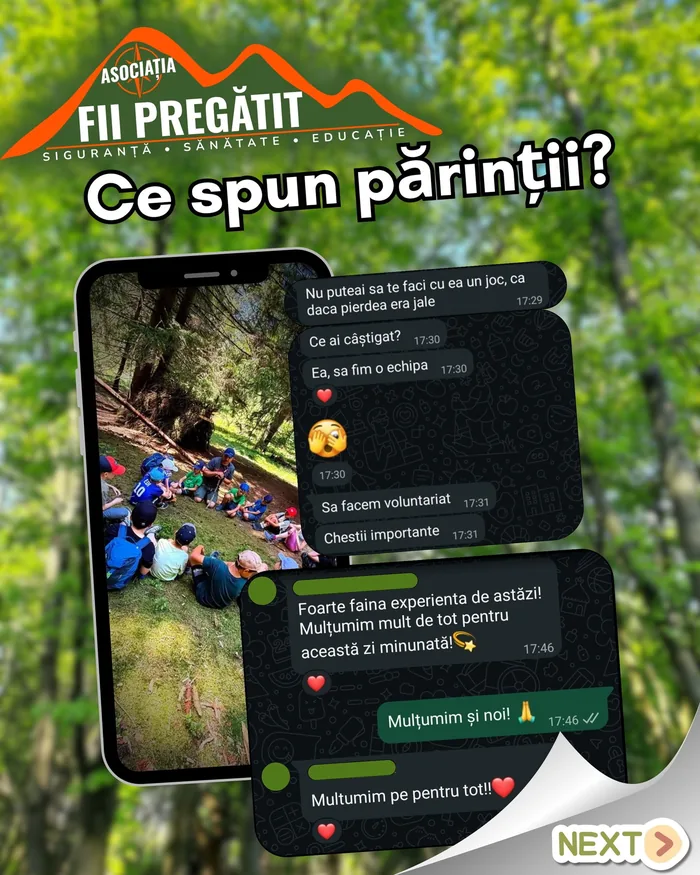 ASOCIAȚIA
FII PREGĂTIT
SIGURANȚĂ • SĂNĂTATE • EDUCAȚIE
Ce spun părinții?
Nu puteai sa te faci cu ea un joc, ca
daca pierdea era jale
17:29
Ce ai câștigat? 17:30
Ea, sa fim o echipa 17:30
17:30
Sa facem voluntariat 17:31
Chestii importante 17:31
Foarte faina experienta de astăzi!
Mulțumim mult de tot pentru
această zi minunată!💫
17:46
Mulțumim și noi! 🙏 17:46
Multumim pe pentru tot!!❤️
NEXT